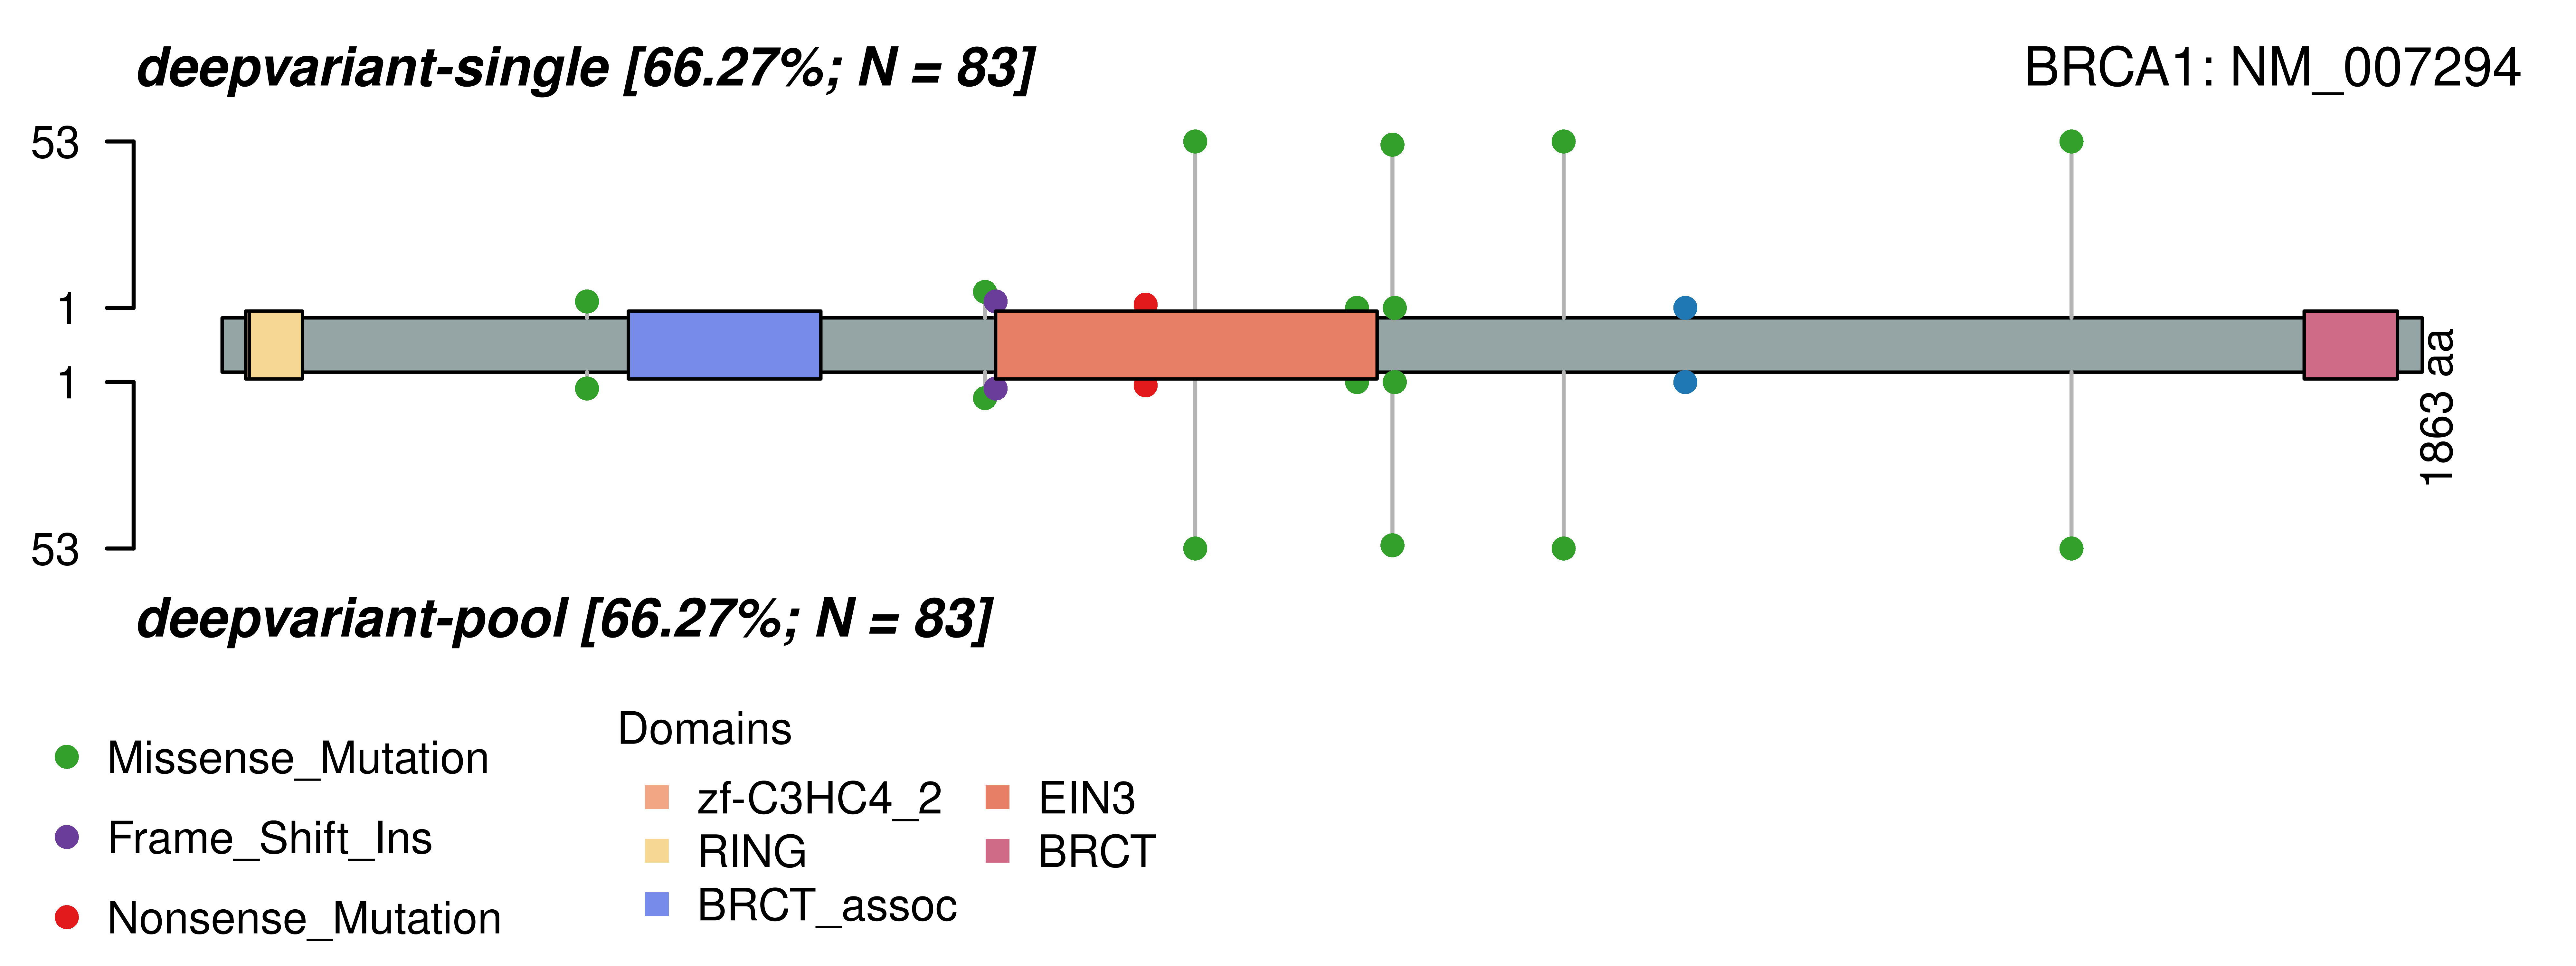 deepvariant-single [66.27%; N = 83]
BRCA1: NM_007294
53
1
1
53
1863 aa
deepvariant-pool [66.27%; N = 83]
Missense_Mutation
Frame_Shift_Ins
Nonsense_Mutation
Domains
zf-C3HC4_2
RING
BRCT_assoc
EIN3
BRCT